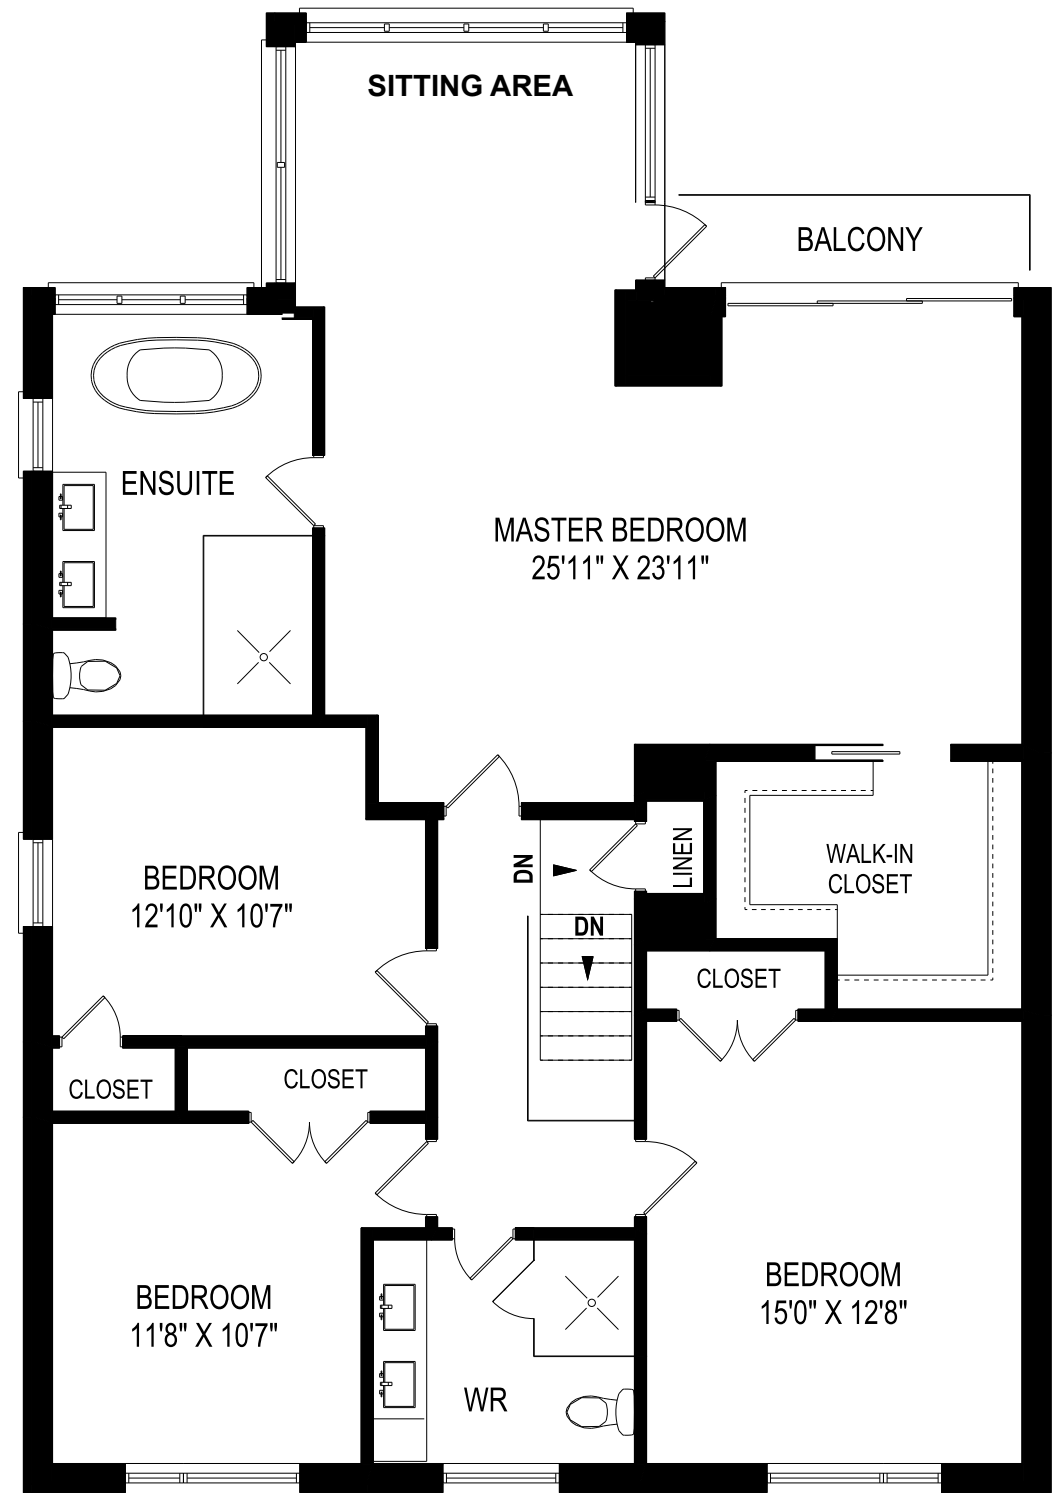 SITTING AREA
BALCONY
ENSUITE
MASTER BEDROOM
25'11" X 23'11"
BEDROOM
12'10" X 10'7"
DN
LINEN
WALK-IN
CLOSET
DN
CLOSET
CLOSET
CLOSET
BEDROOM
11'8" X 10'7"
BEDROOM
15'0" X 12'8"
WR